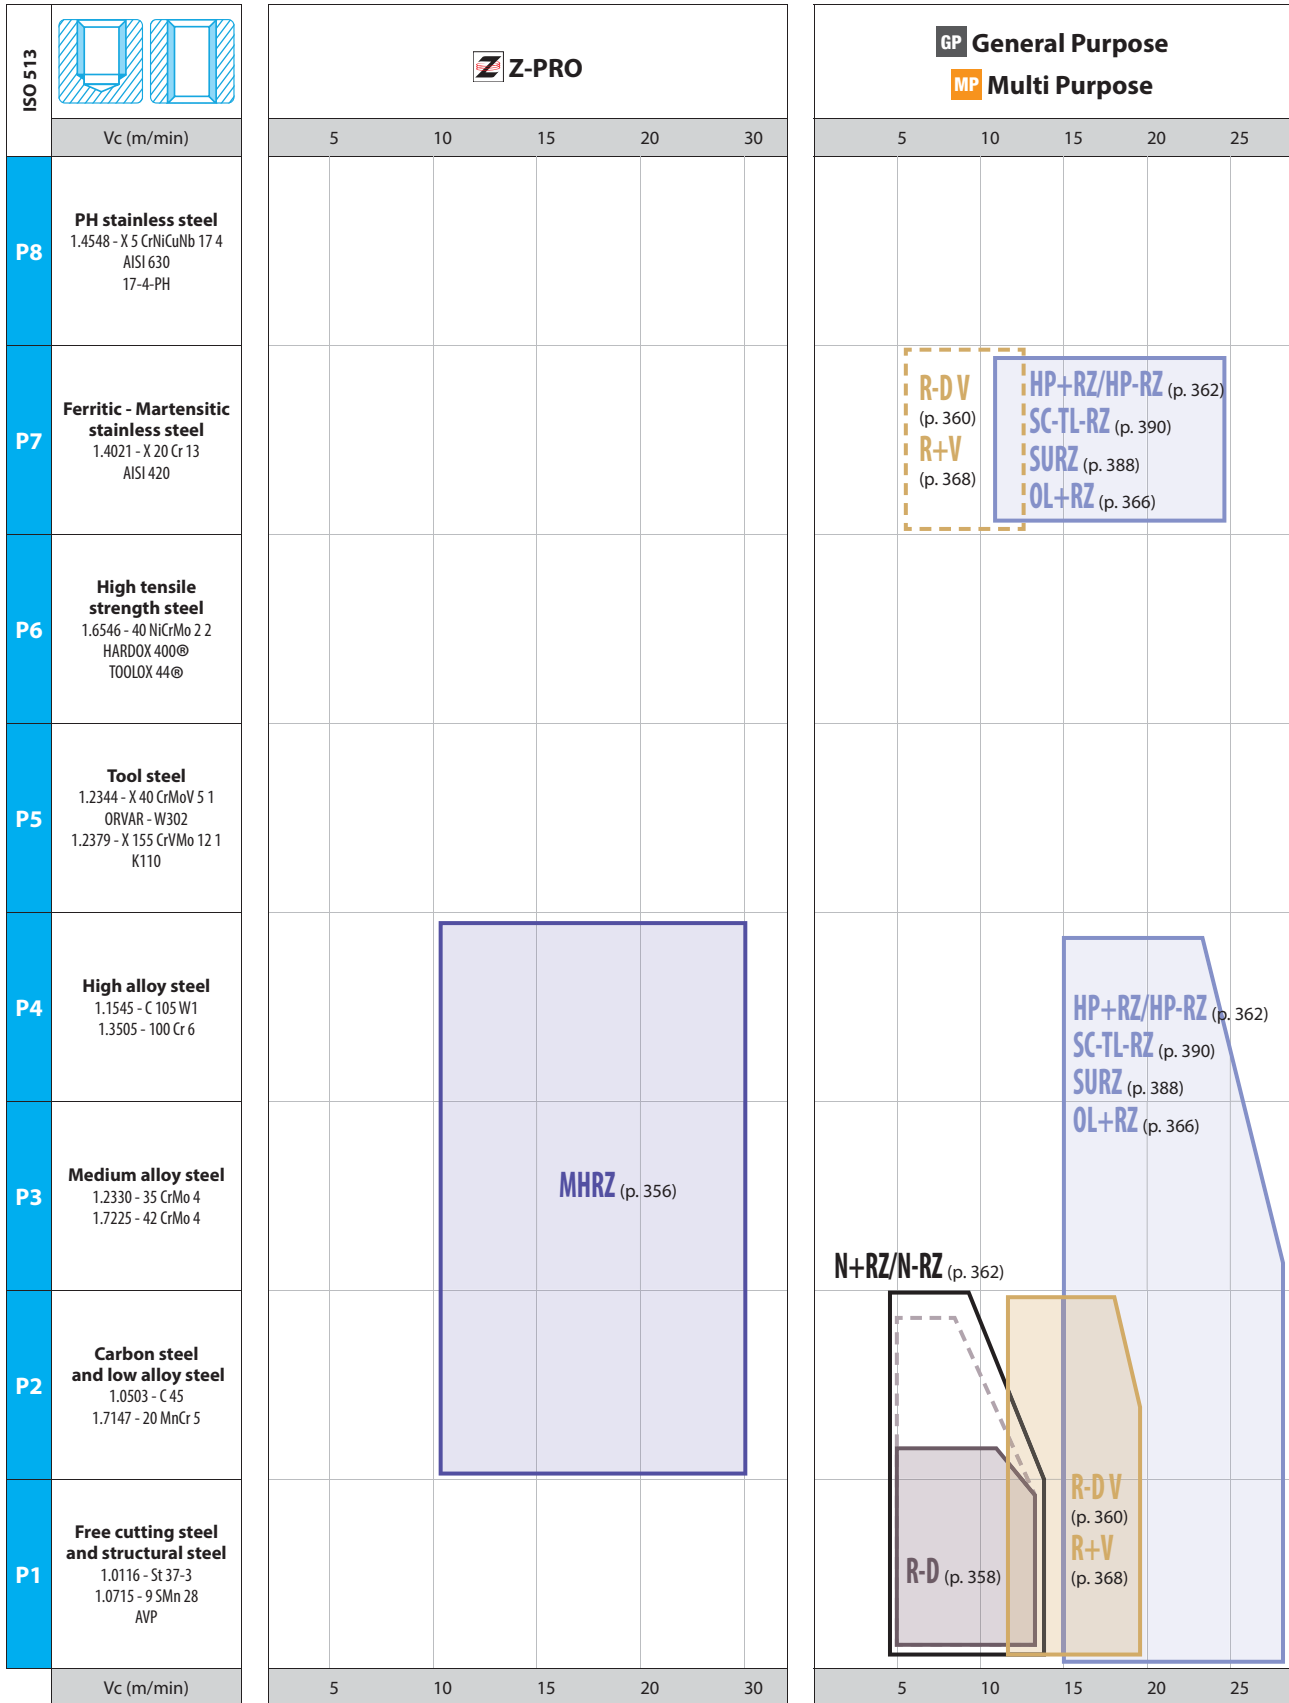 ISO 513
Z Z-PRO
GP General Purpose
MP Multi Purpose
Vc (m/min)
5 10 15 20 30
5 10 15 20 25
P8
PH stainless steel
1.4548 - X 5 CrNiCuNb 17 4
AISI 630
17-4-PH
P7
Ferritic - Martensitic
stainless steel
1.4021 - X 20 Cr 13
AISI 420
R-D V
(p. 360)
R+V
(p. 368)
HP+RZ/HP-RZ (p. 362)
SC-TL-RZ (p. 390)
SURZ (p. 388)
OL+RZ (p. 366)
P6
High tensile
strength steel
1.6546 - 40 NiCrMo 2 2
HARDOX 400®
TOOLOX 44®
P5
Tool steel
1.2344 - X 40 CrMoV 5 1
ORVAR - W302
1.2379 - X 155 CrVMo 12 1
K110
P4
High alloy steel
1.1545 - C 105 W1
1.3505 - 100 Cr 6
HP+RZ/HP-RZ (p. 362)
SC-TL-RZ (p. 390)
SURZ (p. 388)
OL+RZ (p. 366)
P3
Medium alloy steel
1.2330 - 35 CrMo 4
1.7225 - 42 CrMo 4
MHRZ (p. 356)
N+RZ/N-RZ (p. 362)
P2
Carbon steel
and low alloy steel
1.0503 - C 45
1.7147 - 20 MnCr 5
P1
Free cutting steel
and structural steel
1.0116 - St 37-3
1.0715 - 9 SMn 28
AVP
R-D (p. 358)
R-D V
(p. 360)
R+V
(p. 368)
Vc (m/min)
5 10 15 20 30
5 10 15 20 25